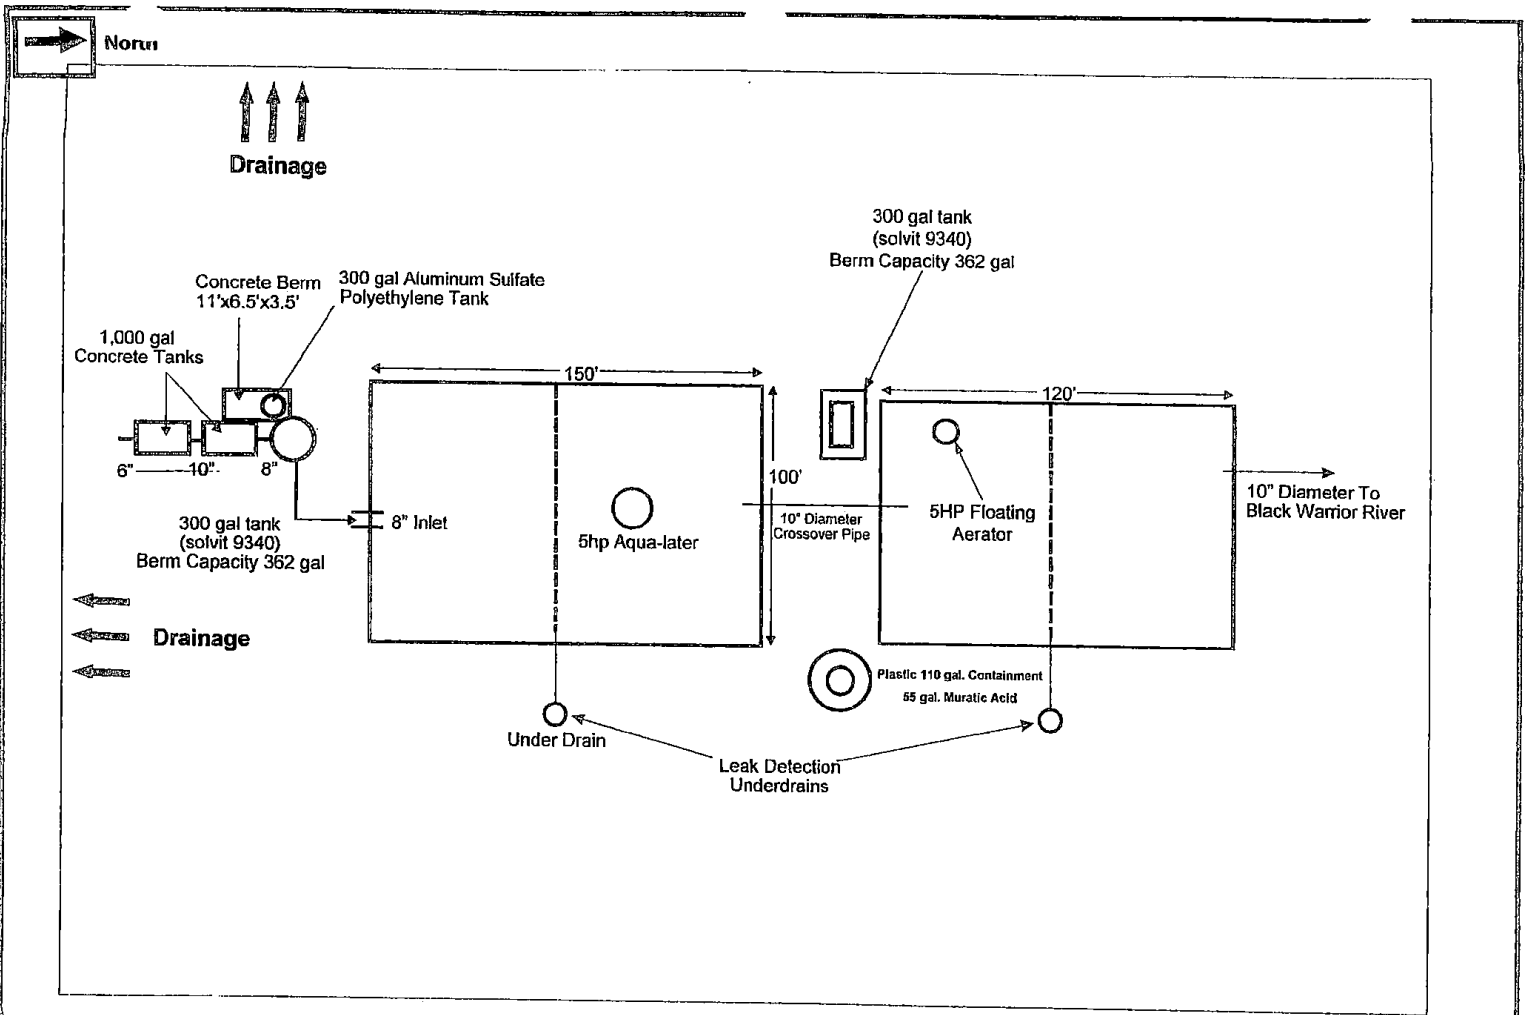 Drainage
300 gal tank
(solvit 9340)
Berm Capacity 362 gal
Concrete Berm
11'x6.5'x3.5'
300 gal Aluminum Sulfate
Polyethylene Tank
1,000 gal
Concrete Tanks
150'
120'
100'
6"
10"
8"
8" Inlet
5hp Aqua-later
10" Diameter
Crossover Pipe
5HP Floating
Aerator
10" Diameter To
Black Warrior River
300 gal tank
(solvit 9340)
Berm Capacity 362 gal
Drainage
Plastic 110 gal. Containment
55 gal. Muratic Acid
Under Drain
Leak Detection
Underdrains